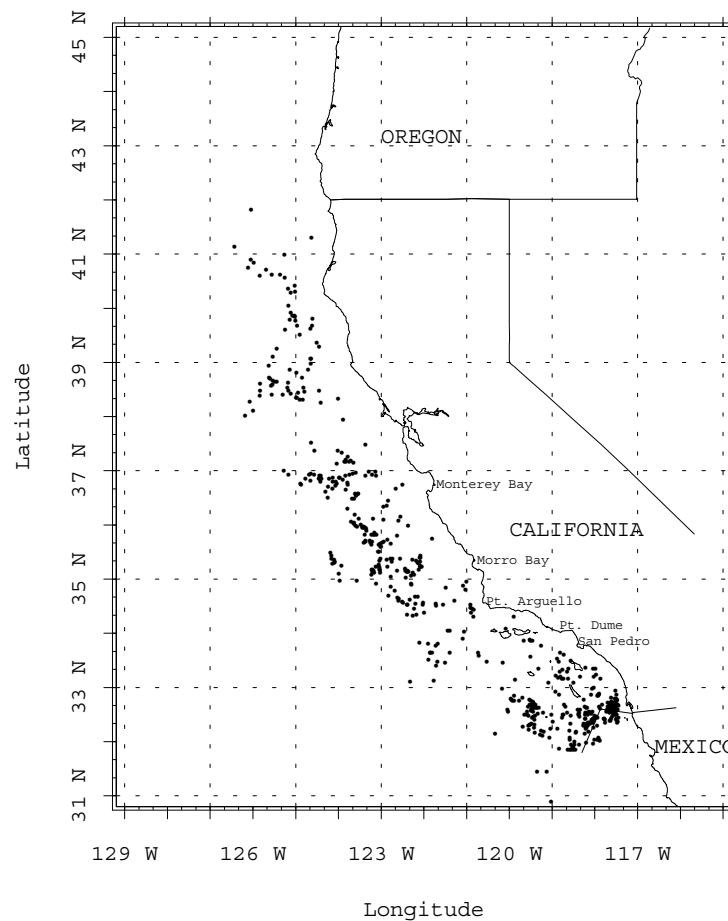 45 N
OREGON
43 N
41 N
Latitude
39 N
37 N
Monterey Bay
CALIFORNIA
Morro Bay
35 N
Pt. Arguello
Pt. Dume
San Pedro
33 N
MEXICO
31 N
129 W 126 W 123 W 120 W 117 W
Longitude